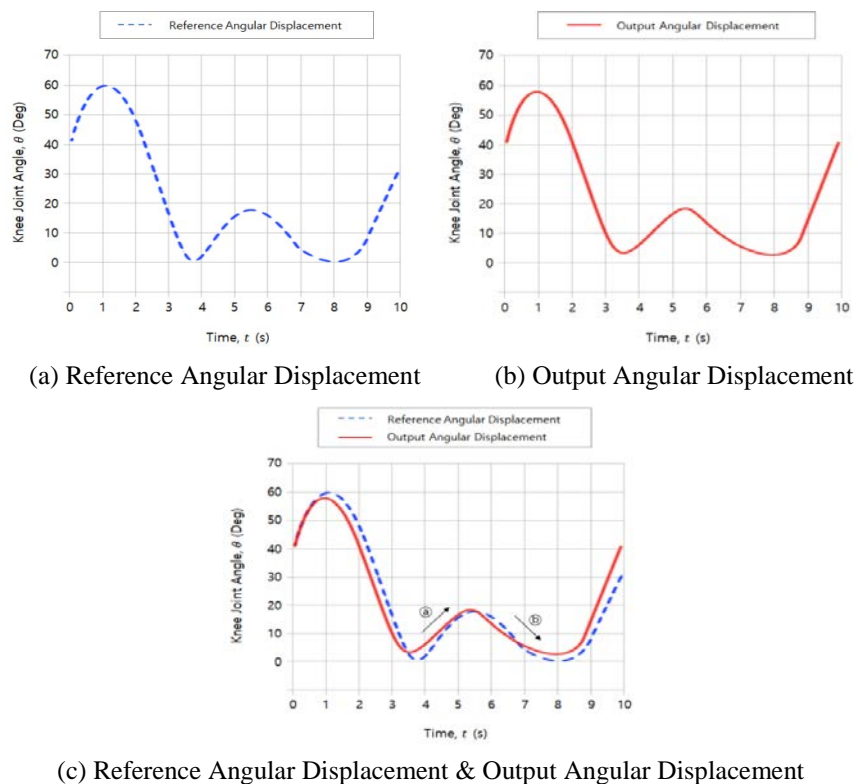 Reference Angular Displacement
Knee Joint Angle, θ (Deg)
70
60
50
40
30
20
10
0
0 1 2 3 4 5 6 7 8 9 10
Time, t (s)
(a) Reference Angular Displacement
Output Angular Displacement
Knee Joint Angle, θ (Deg)
70
60
50
40
30
20
10
0
0 1 2 3 4 5 6 7 8 9 10
Time, t (s)
(b) Output Angular Displacement
Reference Angular Displacement
Output Angular Displacement
Knee Joint Angle, θ (Deg)
70
60
50
40
30
20
10
0
ⓐ
ⓑ
0 1 2 3 4 5 6 7 8 9 10
Time, t (s)
(c) Reference Angular Displacement & Output Angular Displacement